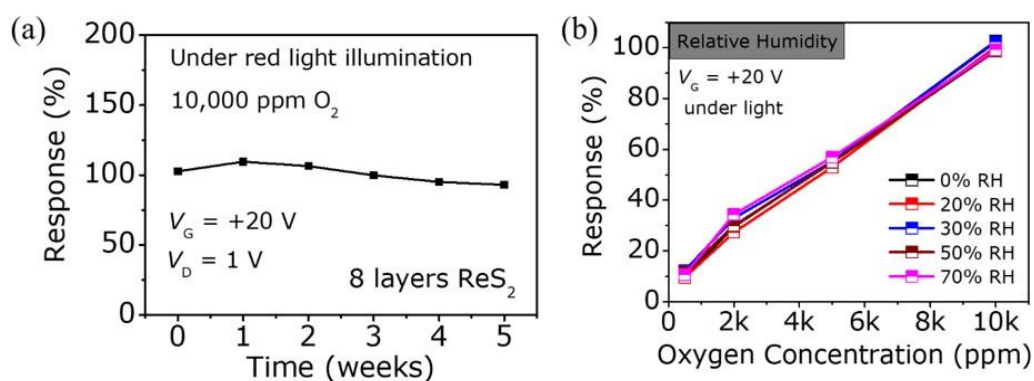 (a)
200
150
100
50
0
Response (%)
Under red light illumination
10,000 ppm O₂
V_G = +20 V
V_D = 1 V
8 layers ReS₂
0 1 2 3 4 5
Time (weeks)
(b)
100
80
60
40
20
0
Response (%)
Relative Humidity
V_G = +20 V
under light
0% RH
20% RH
30% RH
50% RH
70% RH
0 2k 4k 6k 8k 10k
Oxygen Concentration (ppm)